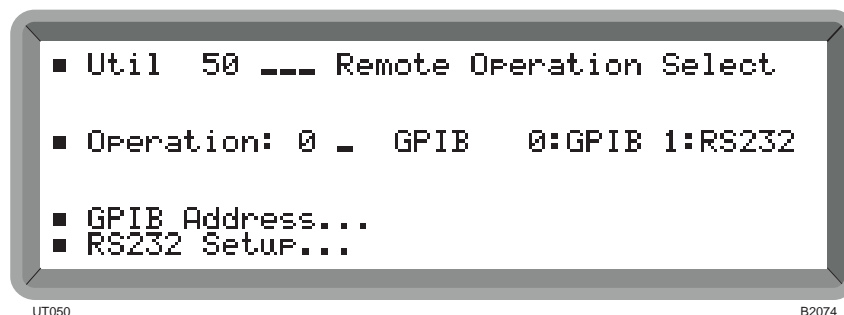 ▪ Util 50 ___ Remote Operation Select
▪ Operation: 0 _ GPIB 0:GPIB 1:RS232
▪ GPIB Address...
▪ RS232 Setup...
UT050 B2074